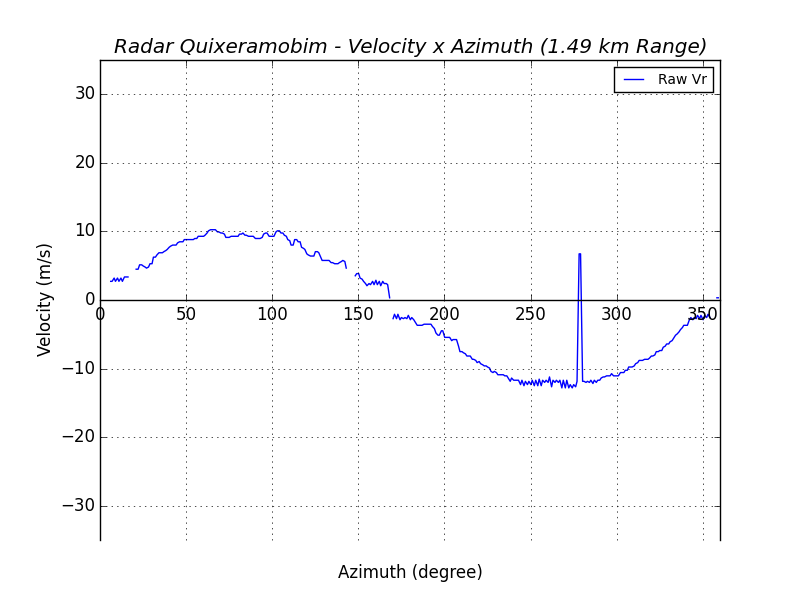 Radar Quixeramobim - Velocity x Azimuth (1.49 km Range)
Raw Vr
30
20
10
0
−10
−20
−30
0 50 100 150 200 250 300 350
Velocity (m/s)
Azimuth (degree)